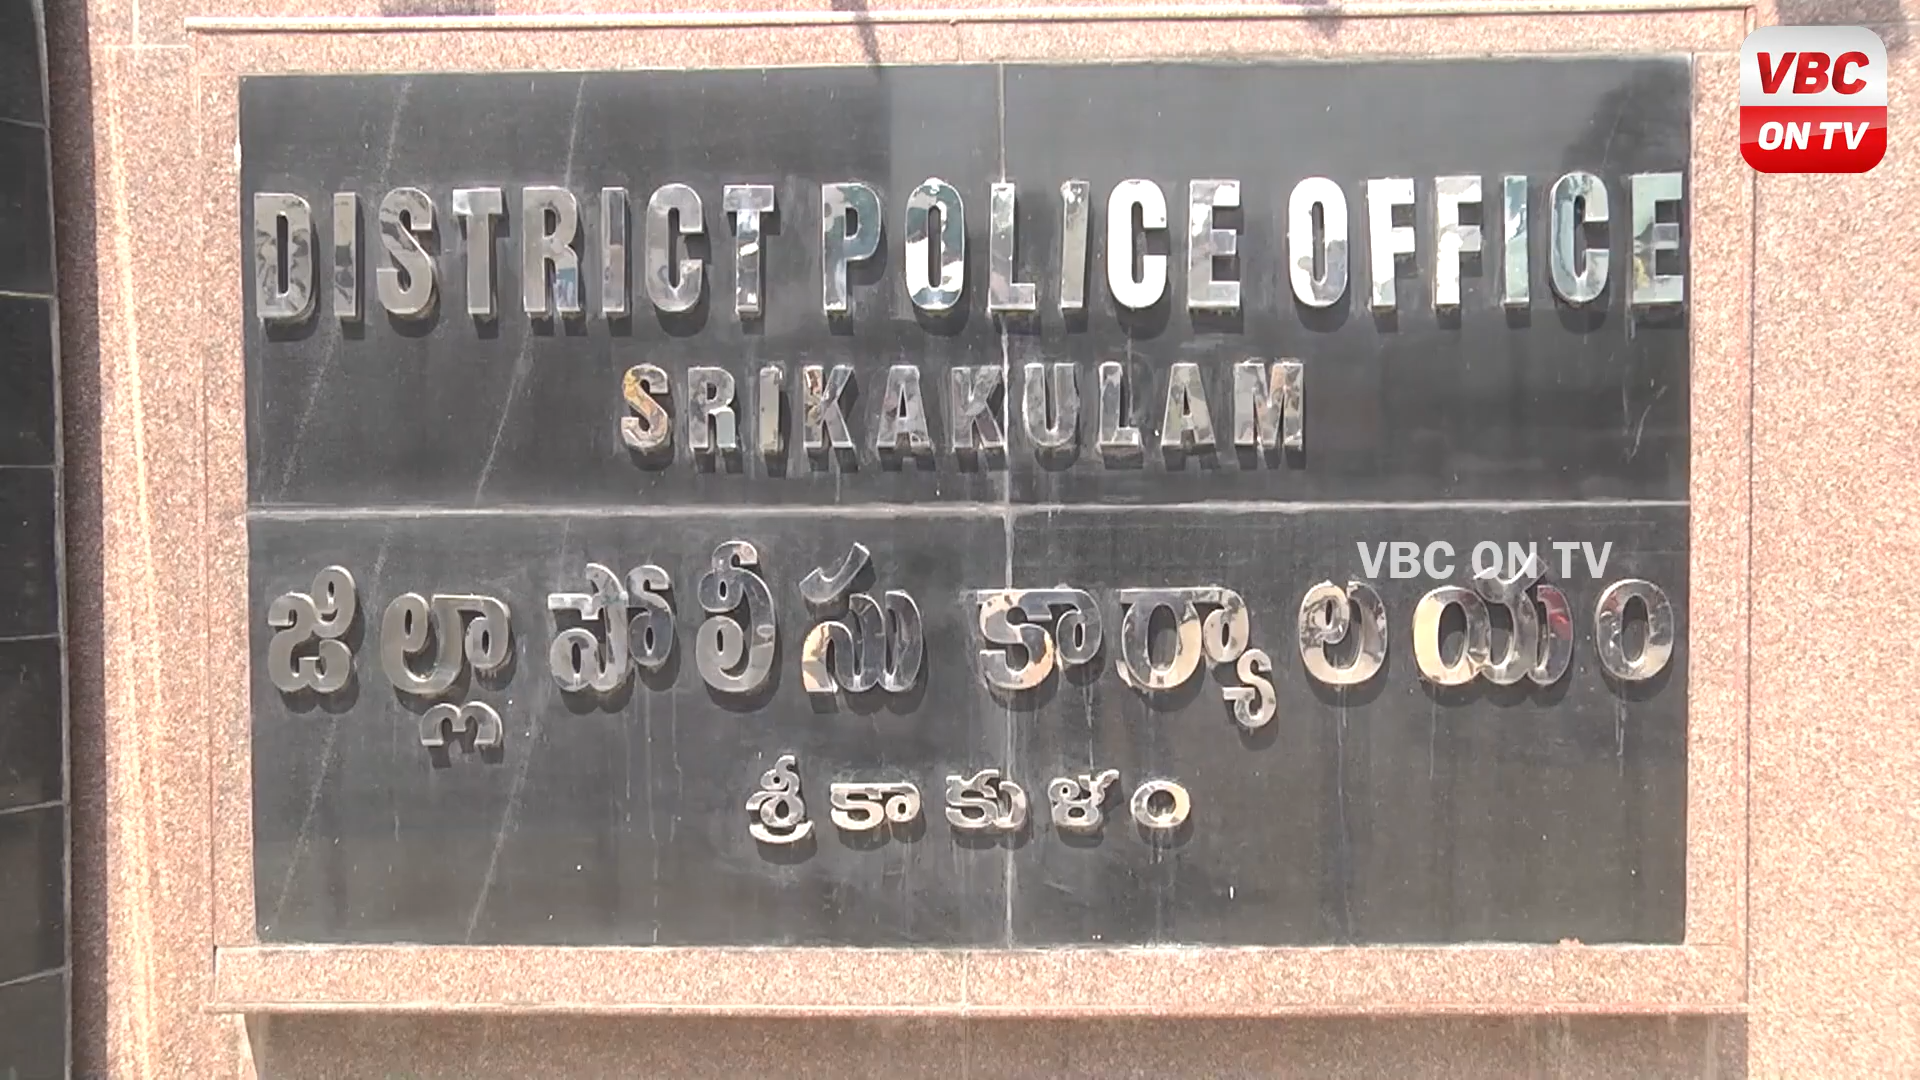 VBC
ON TV
DISTRICT POLICE OFFICE
SRIKAKULAM
VBC ON TV
జిల్లా పోలీసు కార్యాలయం
శ్రీకాకుళం